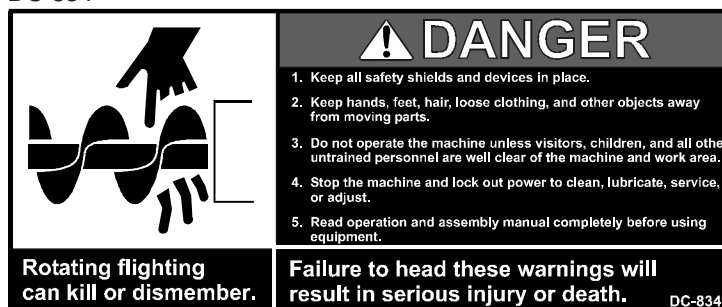 DANGER
1. Keep all safety shields and devices in place.
2. Keep hands, feet, hair, loose clothing, and other objects away
from moving parts.
3. Do not operate the machine unless visitors, children, and all othe
untrained personnel are well clear of the machine and work area.
4. Stop the machine and lock out power to clean, lubricate, service,
or adjust.
5. Read operation and assembly manual completely before using
equipment.
Rotating flighting
can kill or dismember.
Failure to head these warnings will
result in serious injury or death.
DC-834